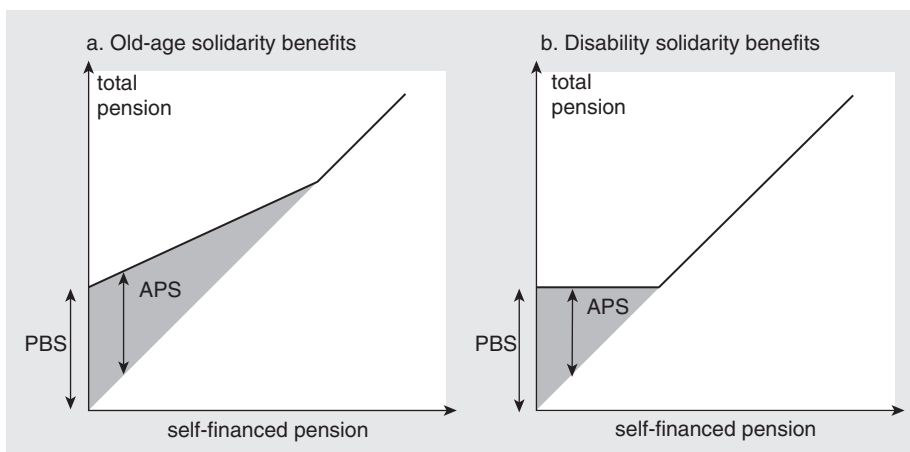 a. Old-age solidarity benefits
total
pension
APS
PBS
self-financed pension
b. Disability solidarity benefits
total
pension
APS
PBS
self-financed pension